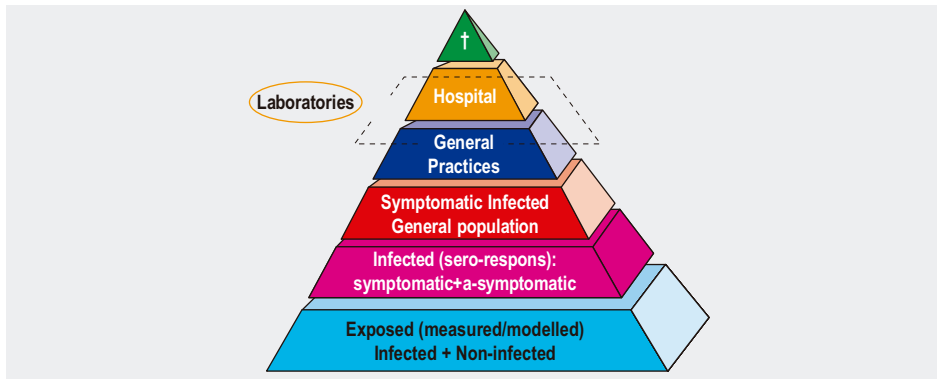 †
Laboratories
Hospital
General
Practices
Symptomatic Infected
General population
Infected (sero-respons):
symptomatic+a-symptomatic
Exposed (measured/modelled)
Infected + Non-infected